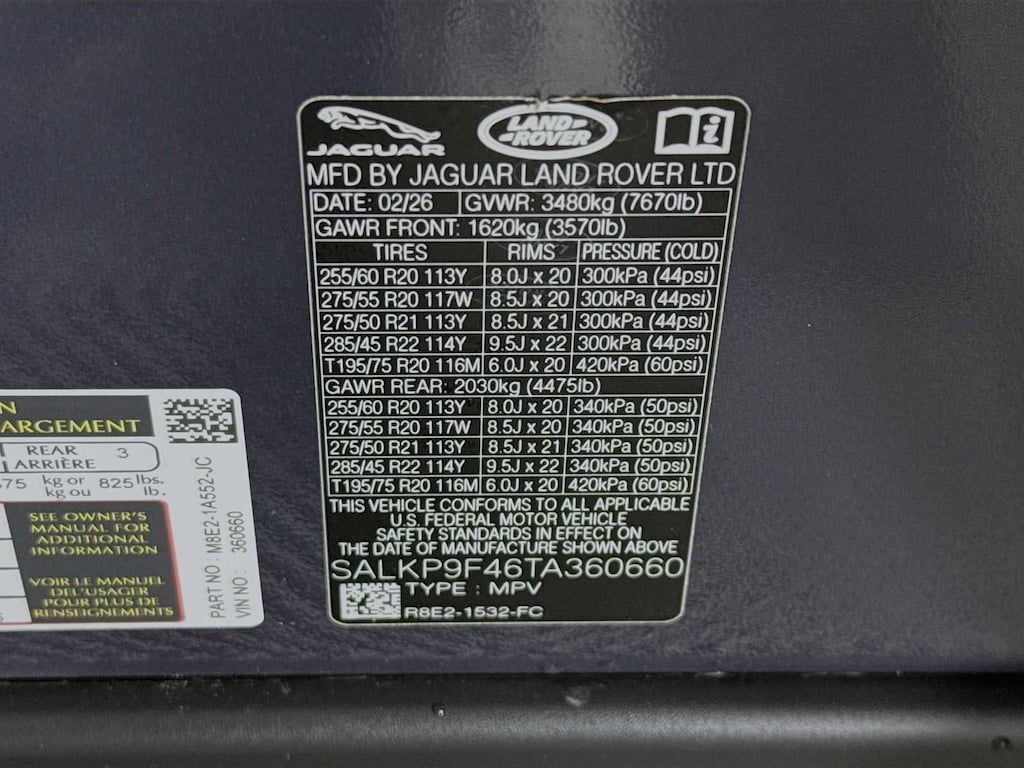 JAGUAR
LAND-
-ROVER
MFD BY JAGUAR LAND ROVER LTD
DATE: 02/26 GVWR: 3480kg (7670lb)
GAWR FRONT: 1620kg (3570lb)
TIRES RIMS PRESSURE (COLD)
255/60 R20 113Y 8.0J x 20 300kPa (44psi)
275/55 R20 117W 8.5J x 20 300kPa (44psi)
275/50 R21 113Y 8.5J x 21 300kPa (44psi)
285/45 R22 114Y 9.5J x 22 300kPa (44psi)
T195/75 R20 116M 6.0J x 20 420kPa (60psi)
GAWR REAR: 2030kg (4475lb)
255/60 R20 113Y 8.0J x 20 340kPa (50psi)
275/55 R20 117W 8.5J x 20 340kPa (50psi)
275/50 R21 113Y 8.5J x 21 340kPa (50psi)
285/45 R22 114Y 9.5J x 22 340kPa (50psi)
T195/75 R20 116M 6.0J x 20 420kPa (60psi)
THIS VEHICLE CONFORMS TO ALL APPLICABLE
U.S. FEDERAL MOTOR VEHICLE
SAFETY STANDARDS IN EFFECT ON
THE DATE OF MANUFACTURE SHOWN ABOVE
SALKP9F46TA360660
TYPE : MPV
R8E2-1532-FC
N
ARGEMENT
REAR 3
ARRIÈRE
75 kg or 825 lbs.
kg ou lb.
SEE OWNER'S
MANUAL FOR
ADDITIONAL
INFORMATION
VOIR LE MANUEL
DEL'USAGER
POUR PLUS DE
RENSEIGNEMENTS
PART NO : M8E2-1A552-JC
VIN NO : 360660